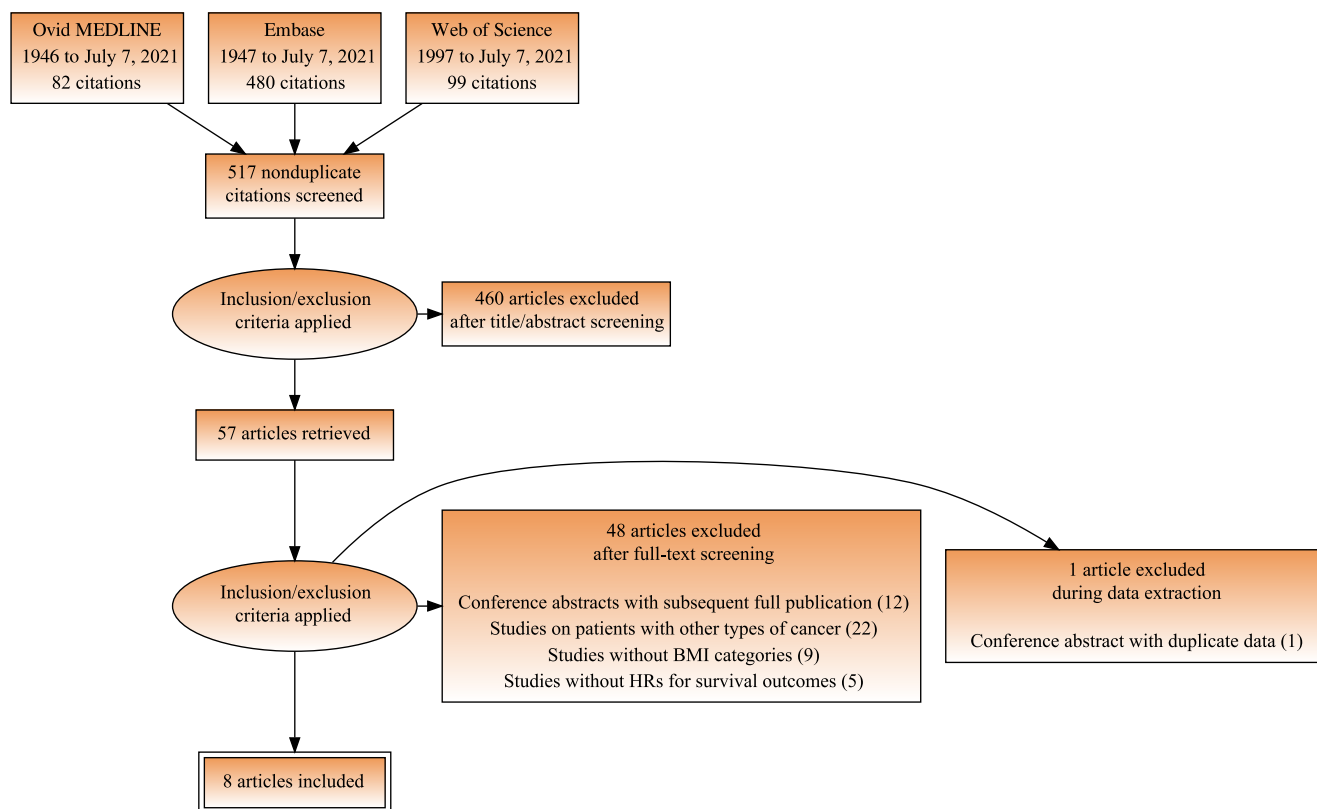 Ovid MEDLINE
1946 to July 7, 2021
82 citations
Embase
1947 to July 7, 2021
480 citations
Web of Science
1997 to July 7, 2021
99 citations
517 nonduplicate
citations screened
Inclusion/exclusion
criteria applied
460 articles excluded
after title/abstract screening
57 articles retrieved
Inclusion/exclusion
criteria applied
48 articles excluded
after full-text screening
Conference abstracts with subsequent full publication (12)
Studies on patients with other types of cancer (22)
Studies without BMI categories (9)
Studies without HRs for survival outcomes (5)
1 article excluded
during data extraction
Conference abstract with duplicate data (1)
8 articles included